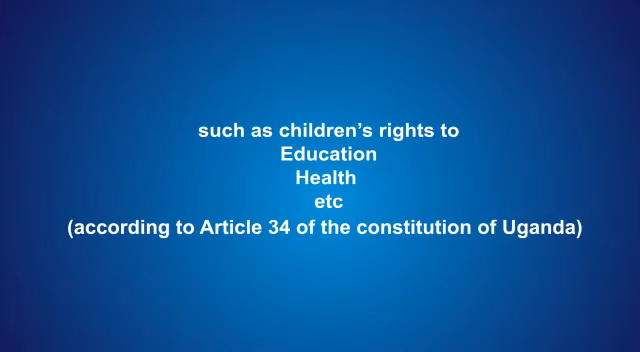 such as children’s rights to
Education
Health
etc
(according to Article 34 of the constitution of Uganda)